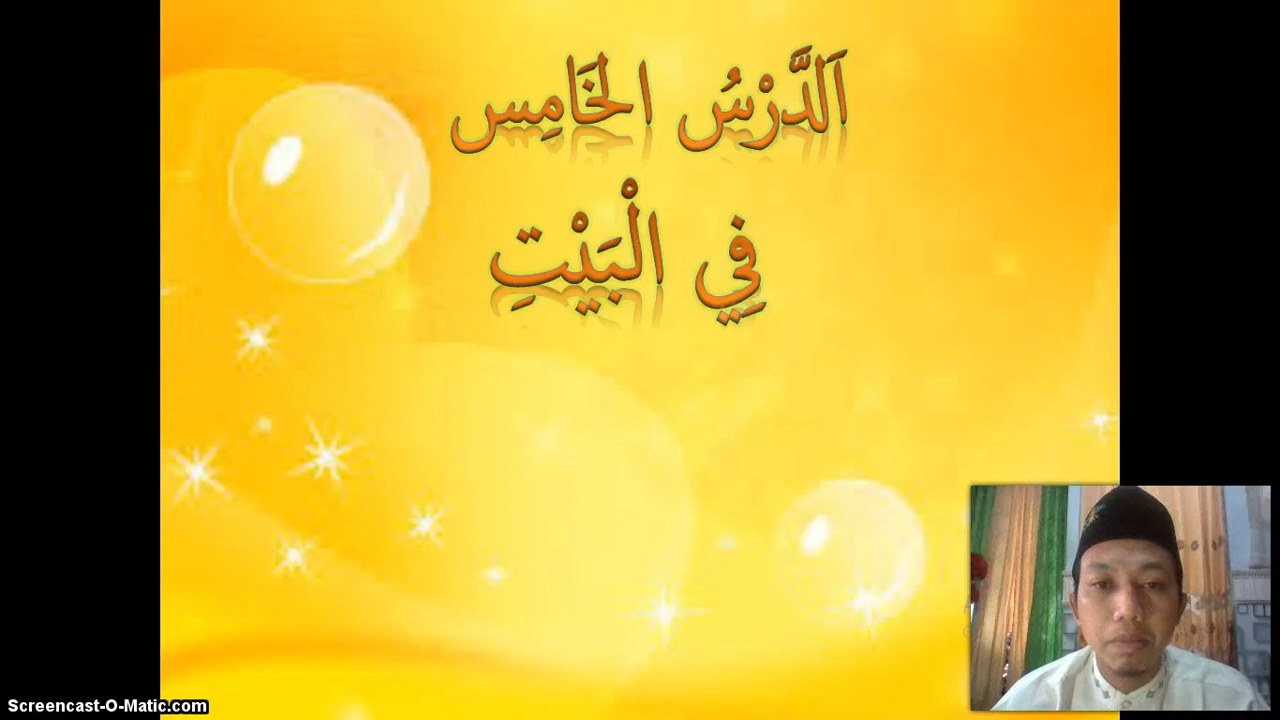 اَلدَّرْسُ الخَامِس
فِي الْبَيْتِ
Screencast-O-Matic.com